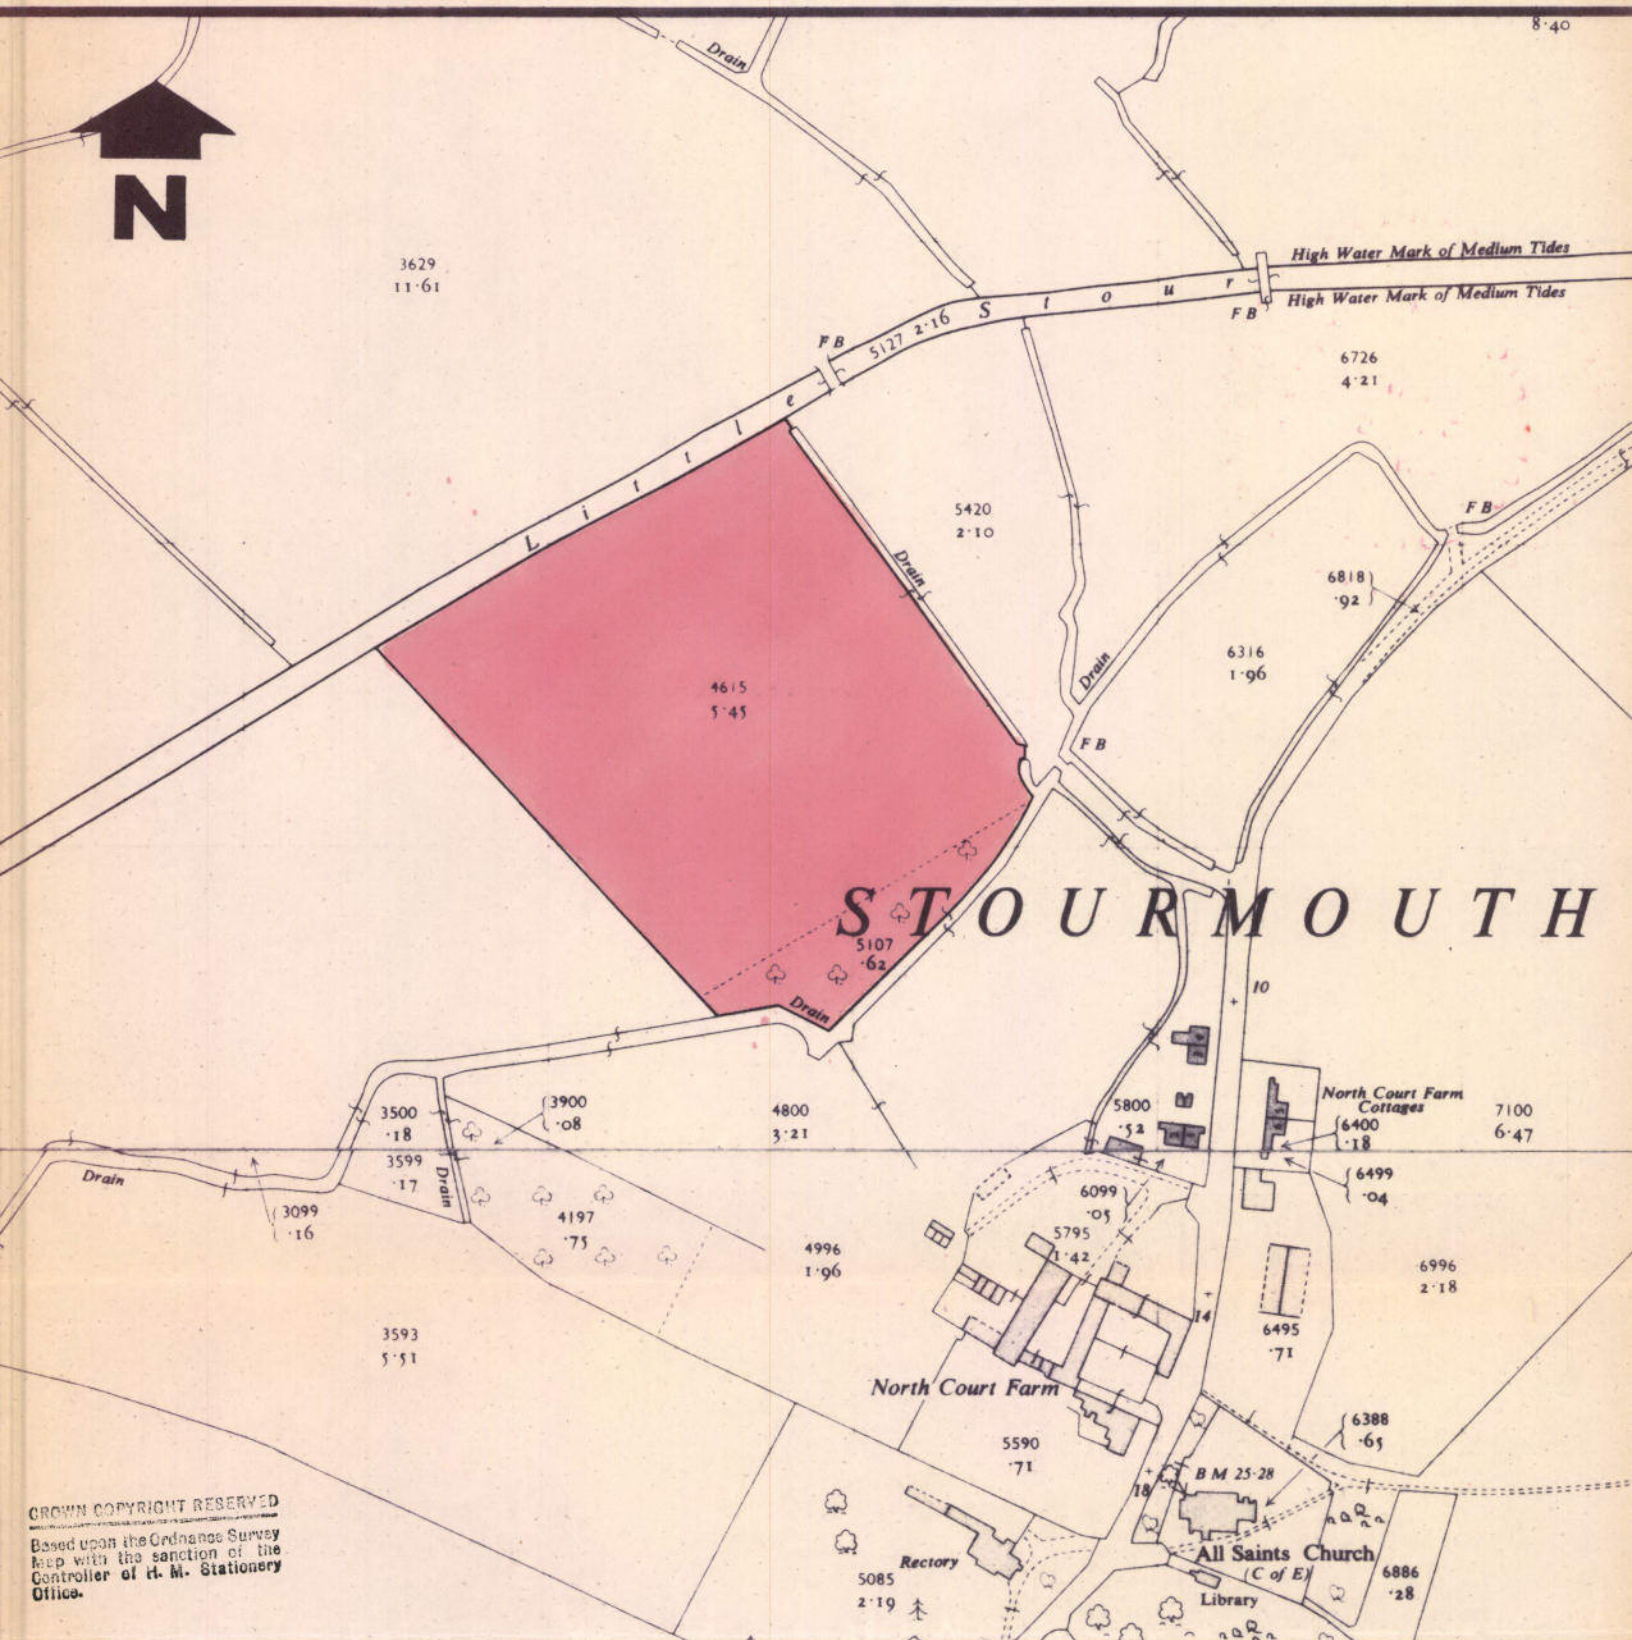 8·40
Drain
N
High Water Mark of Medium Tides
3629
11·61
High Water Mark of Medium Tides
F B
Little Stour
5127 2·16
F B
6726
4·21
5420
2·10
F B
Drain
6818
·92
6316
1·96
Drain
4615
5·45
F B
STOURMOUTH
5107
·62
10
Drain
North Court Farm
Cottages
3500
·18
3900
·08
4800
3·21
5800
·52
6400
·18
7100
6·47
3599
·17
Drain
Drain
6499
·04
6099
·05
3099
·16
4197
·75
5795
1·42
4996
1·96
6996
2·18
14
3593
5·51
6495
·71
North Court Farm
6388
·65
5590
·71
B M 25·28
18
CROWN COPYRIGHT RESERVED
Based upon the Ordnance Survey
Map with the sanction of the
Controller of H. M. Stationery
Office.
All Saints Church
(C of E)
Rectory
5085
2·19
6886
·28
Library